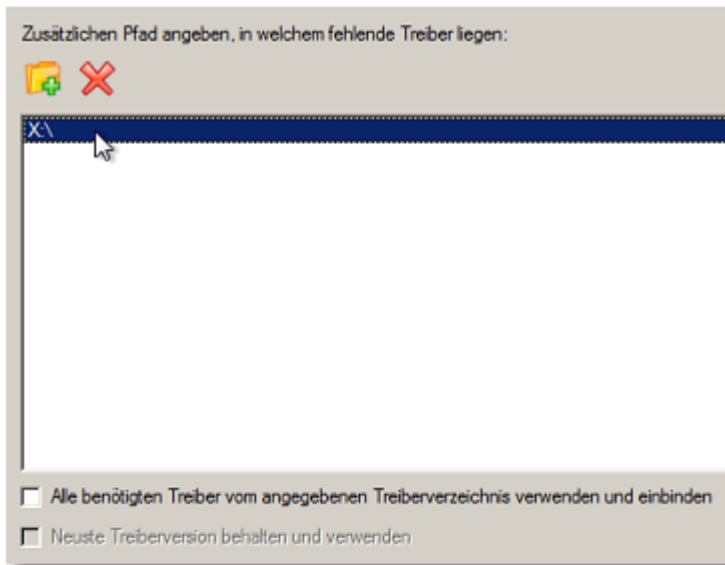 Zusätzlichen Pfad angeben, in welchem fehlende Treiber liegen:
X:\
Alle benötigten Treiber vom angegebenen Treiberverzeichnis verwenden und einbinden
Neuste Treiberversion behalten und verwenden